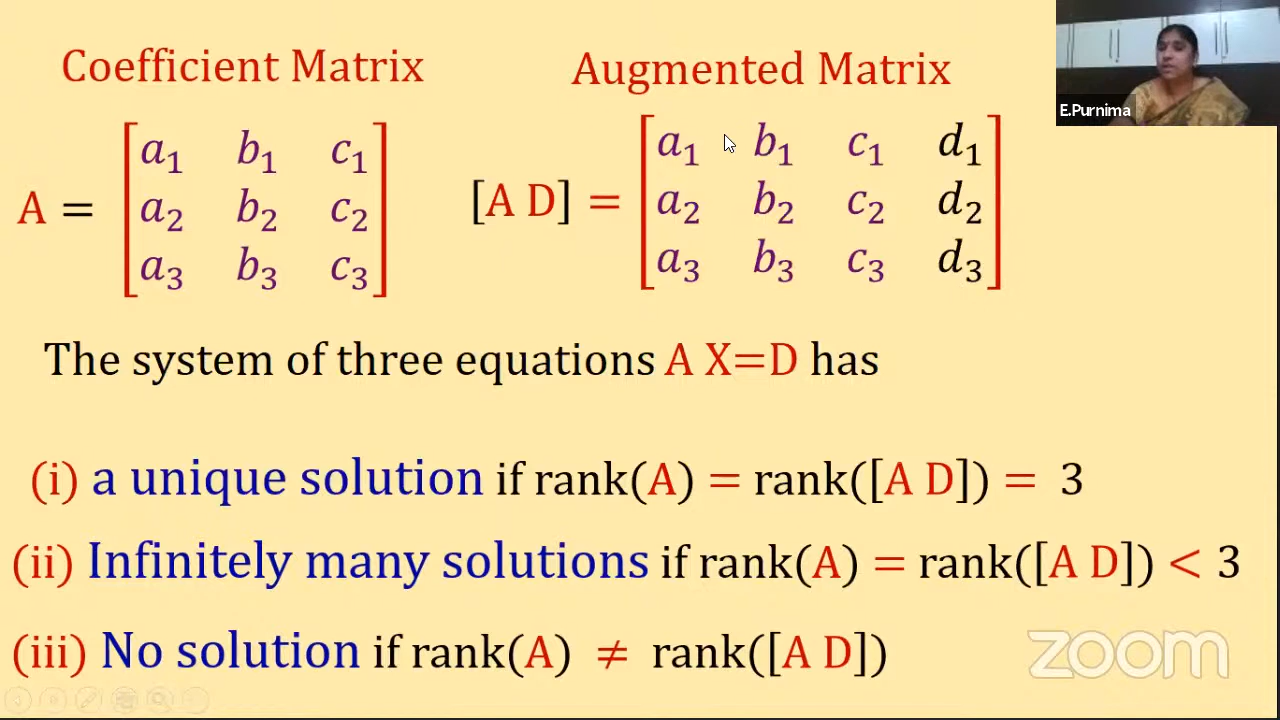 Coefficient Matrix
Augmented Matrix
E.Purnima
A = [a₁ b₁ c₁
a₂ b₂ c₂
a₃ b₃ c₃]
[A D] = [a₁ b₁ c₁ d₁
a₂ b₂ c₂ d₂
a₃ b₃ c₃ d₃]
The system of three equations A X=D has
(i) a unique solution if rank(A) = rank([A D]) = 3
(ii) Infinitely many solutions if rank(A) = rank([A D]) < 3
(iii) No solution if rank(A) ≠ rank([A D])
zoom